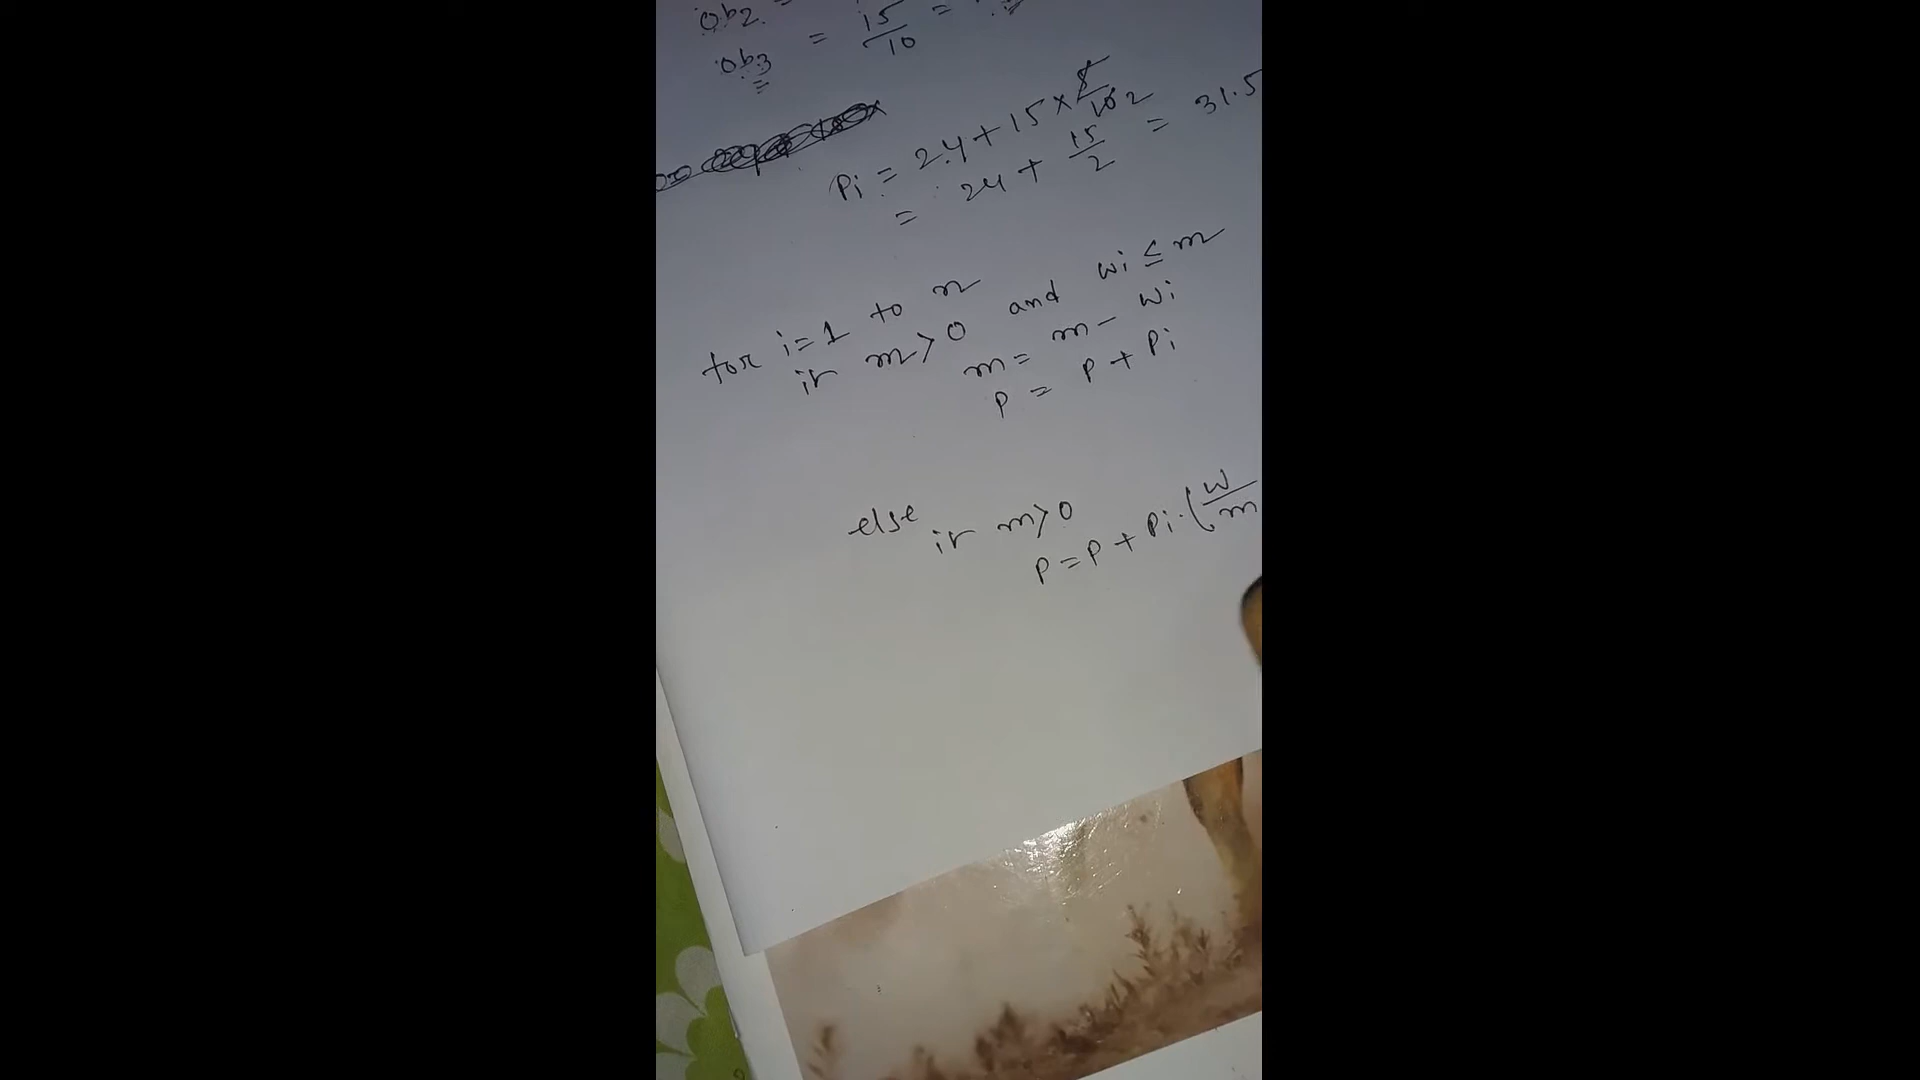 ob2 =
ob3 = 15/10 =
Pi = 24 + 15 × 5/10 2
= 24 + 15/2 = 31.5
for i=1 to n
if m>0 and wi ≤ m
m = m - wi
P = P + Pi
else
if m>0
P = P + Pi.(w/m